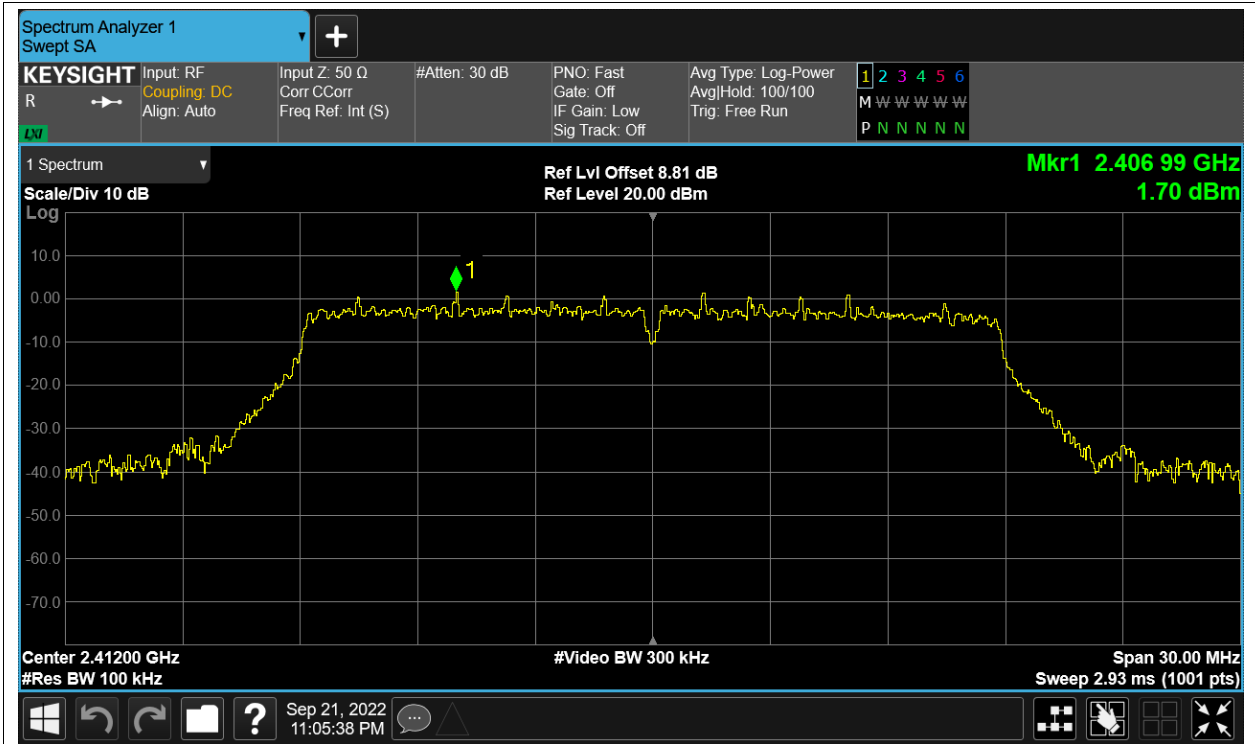 Spectrum Analyzer 1
Swept SA
+
KEYSIGHT
R
LXI
Input: RF
Coupling: DC
Align: Auto
Input Z: 50 Ω
Corr CCorr
Freq Ref: Int (S)
#Atten: 30 dB
PNO: Fast
Gate: Off
IF Gain: Low
Sig Track: Off
Avg Type: Log-Power
Avg|Hold: 100/100
Trig: Free Run
1 2 3 4 5 6
M W W W W W W
P N N N N N N
1 Spectrum
Scale/Div 10 dB
Log
Ref Lvl Offset 8.81 dB
Ref Level 20.00 dBm
Mkr1 2.406 99 GHz
1.70 dBm
1
10.0
0.00
-10.0
-20.0
-30.0
-40.0
-50.0
-60.0
-70.0
Center 2.41200 GHz
#Res BW 100 kHz
#Video BW 300 kHz
Span 30.00 MHz
Sweep 2.93 ms (1001 pts)
?
Sep 21, 2022
11:05:38 PM